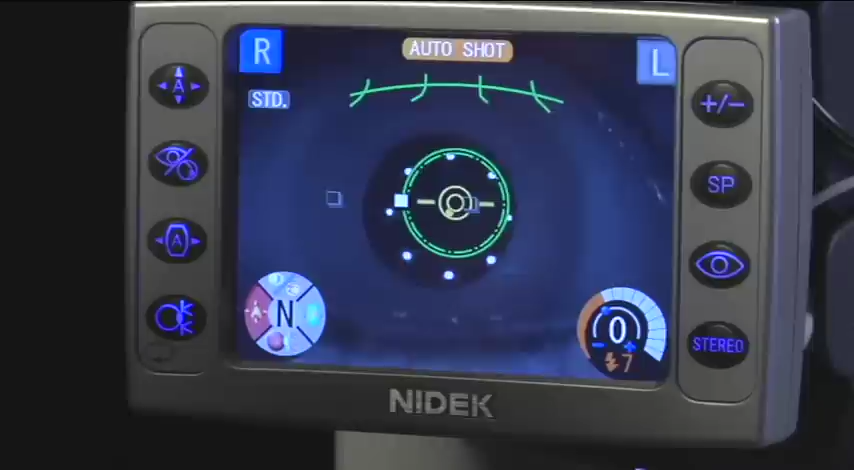 R
AUTO SHOT
L
STD.
A
+/-
SP
A
N
0
- +
7
STEREO
NIDEK